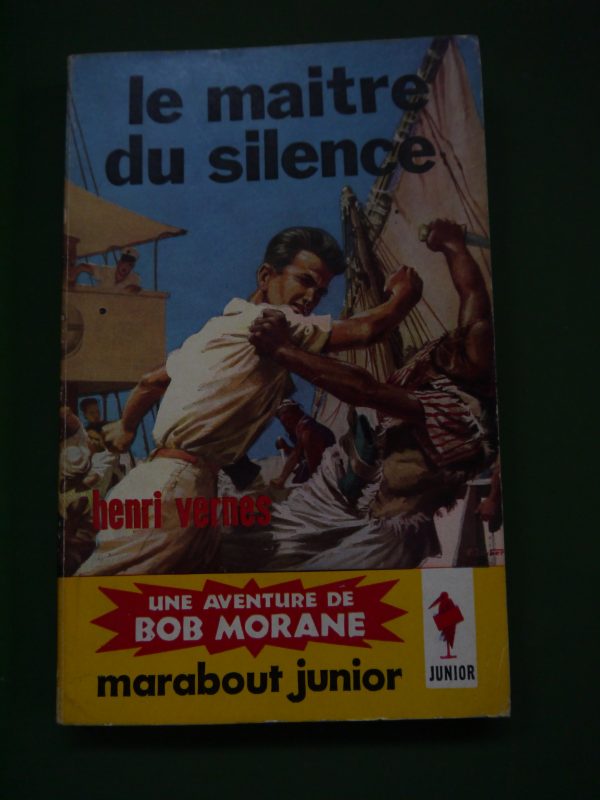 le maitre
du silence
henri vernes
UNE AVENTURE DE
BOB MORANE
marabout junior
JUNIOR